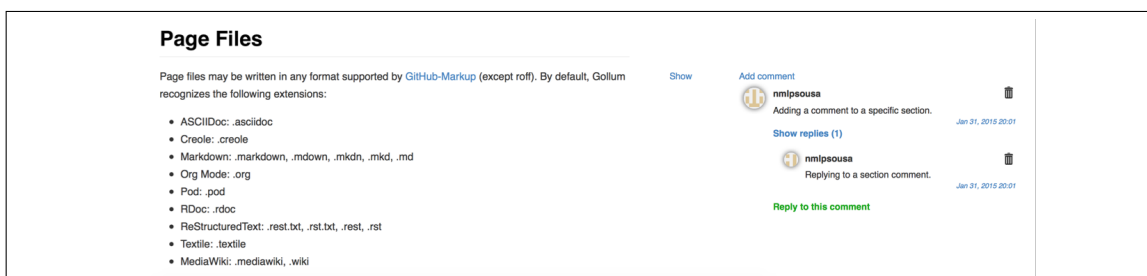 Page Files
Page files may be written in any format supported by GitHub-Markup (except roff). By default, Gollum
recognizes the following extensions:
• ASCIIDoc: .asciidoc
• Creole: .creole
• Markdown: .markdown, .mdown, .mkdn, .mkd, .md
• Org Mode: .org
• Pod: .pod
• RDoc: .rdoc
• ReStructuredText: .rest.txt, .rst.txt, .rest, .rst
• Textile: .textile
• MediaWiki: .mediawiki, .wiki
Show
Add comment
nmlpsousa
Adding a comment to a specific section.
Jan 31, 2015 20:01
Show replies (1)
nmlpsousa
Replying to a section comment.
Jan 31, 2015 20:01
Reply to this comment